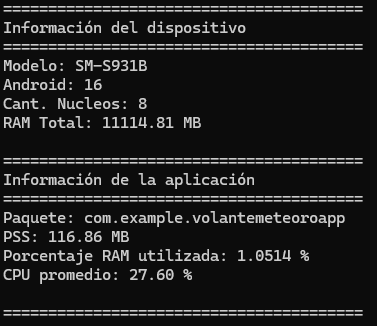 ========================================
Información del dispositivo
========================================
Modelo: SM-S931B
Android: 16
Cant. Nucleos: 8
RAM Total: 11114.81 MB
========================================
Información de la aplicación
========================================
Paquete: com.example.volantemeteoroapp
PSS: 116.86 MB
Porcentaje RAM utilizada: 1.0514 %
CPU promedio: 27.60 %
========================================